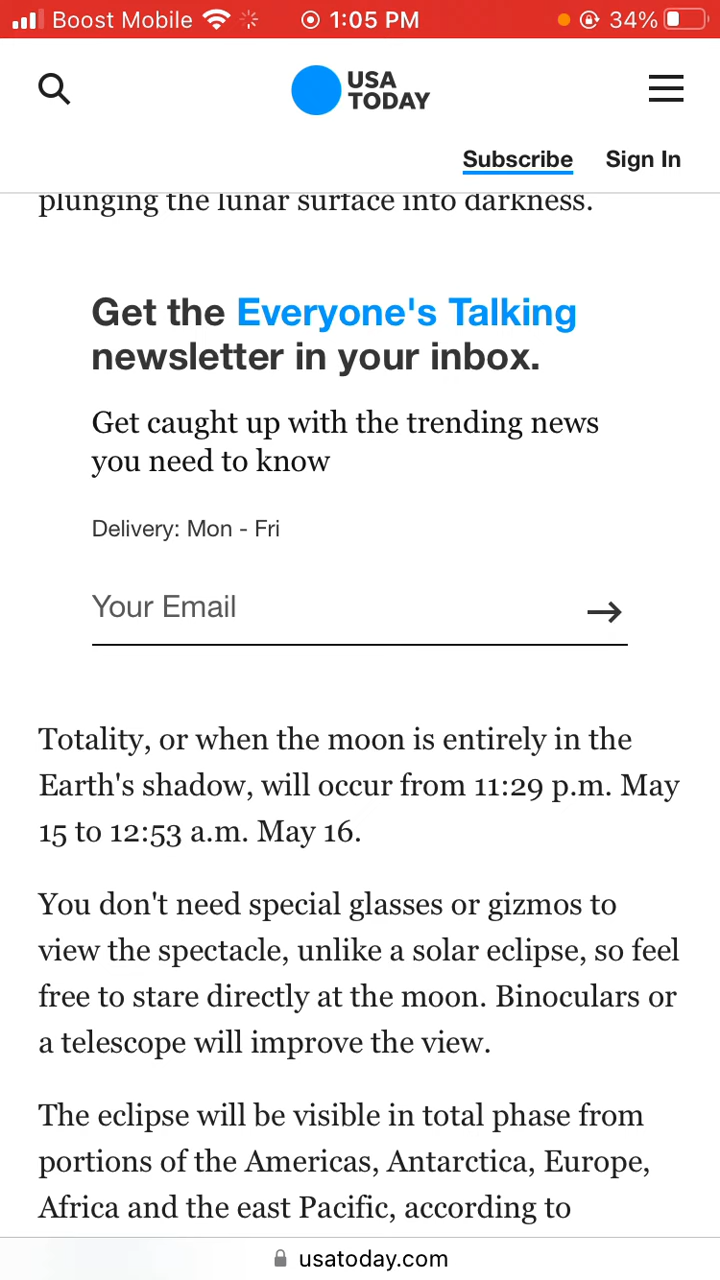 Boost Mobile 1:05 PM 34%
USA
TODAY
Subscribe Sign In
plunging the lunar surface into darkness.
Get the Everyone's Talking
newsletter in your inbox.
Get caught up with the trending news
you need to know
Delivery: Mon - Fri
Your Email
Totality, or when the moon is entirely in the
Earth's shadow, will occur from 11:29 p.m. May
15 to 12:53 a.m. May 16.
You don't need special glasses or gizmos to
view the spectacle, unlike a solar eclipse, so feel
free to stare directly at the moon. Binoculars or
a telescope will improve the view.
The eclipse will be visible in total phase from
portions of the Americas, Antarctica, Europe,
Africa and the east Pacific, according to
usatoday.com